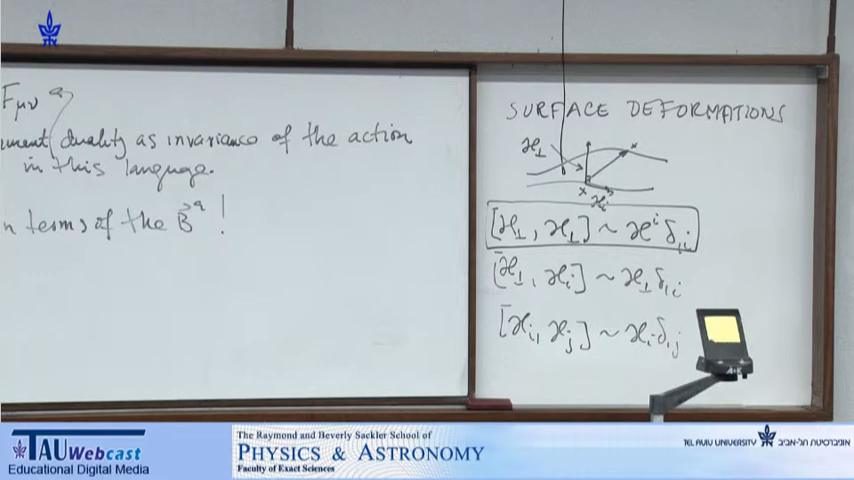 Fμν ᵃ
duality as invariance of the action
in this language.
n terms of the B⃗ᵃ !
SURFACE DEFORMATIONS
ℋ⊥
x
x
ℋi
[ℋ⊥, ℋ⊥] ~ ℋⁱ δ,i
[ℋ⊥, ℋi] ~ ℋ⊥ δ,i
[ℋi, ℋj] ~ ℋi δ,j
A+K
TAU Webcast
Educational Digital Media
The Raymond and Beverly Sackler School of
PHYSICS & ASTRONOMY
Faculty of Exact Sciences
TEL AVIV UNIVERSITY אוניברסיטת תל-אביב